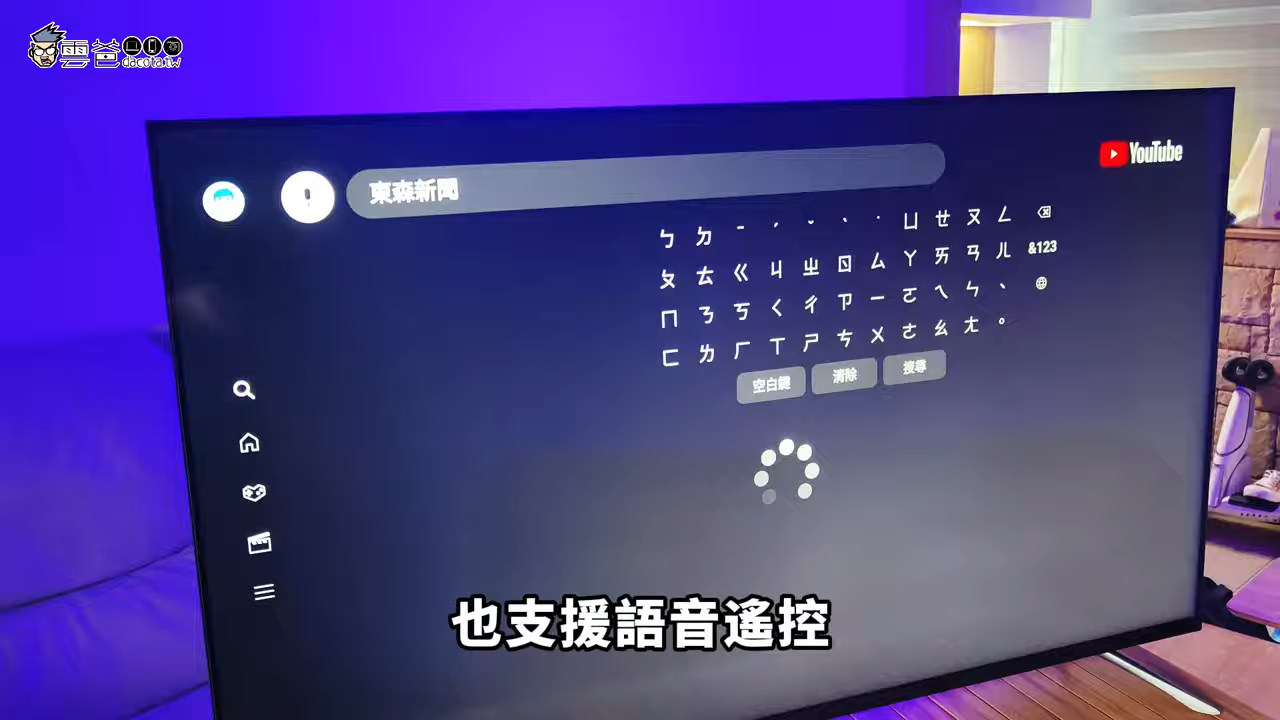 雲爸
dacota.tw
YouTube
東森新聞
ㄅ ㄉ ˉ ˊ ˇ ˋ ˙ ㄩ ㄝ ㄡ ㄥ
ㄆ ㄊ ㄍ ㄐ ㄓ ㄖ ㄙ ㄚ ㄞ ㄢ ㄦ &123
ㄇ ㄋ ㄎ ㄑ ㄔ ㄗ ㄧ ㄛ ㄟ ㄣ 、
ㄈ ㄌ ㄏ ㄒ ㄕ ㄘ ㄨ ㄜ ㄠ ㄤ 。
空白鍵 清除 搜尋
也支援語音遙控